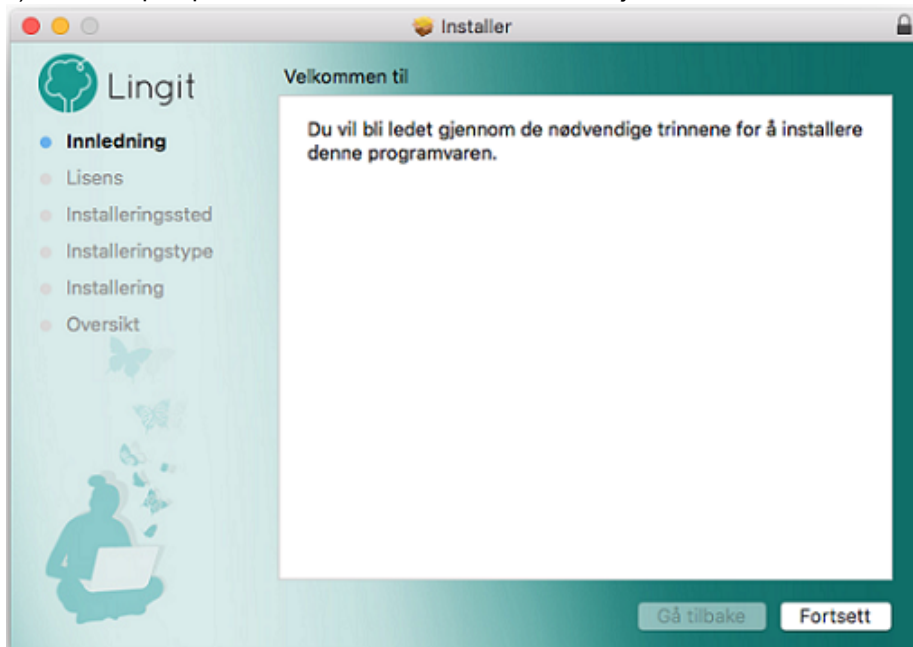 Installer
Lingit
Velkommen til
Du vil bli ledet gjennom de nødvendige trinnene for å installere
denne programvaren.
Innledning
Lisens
Installeringssted
Installeringstype
Installering
Oversikt
Gå tilbake
Fortsett